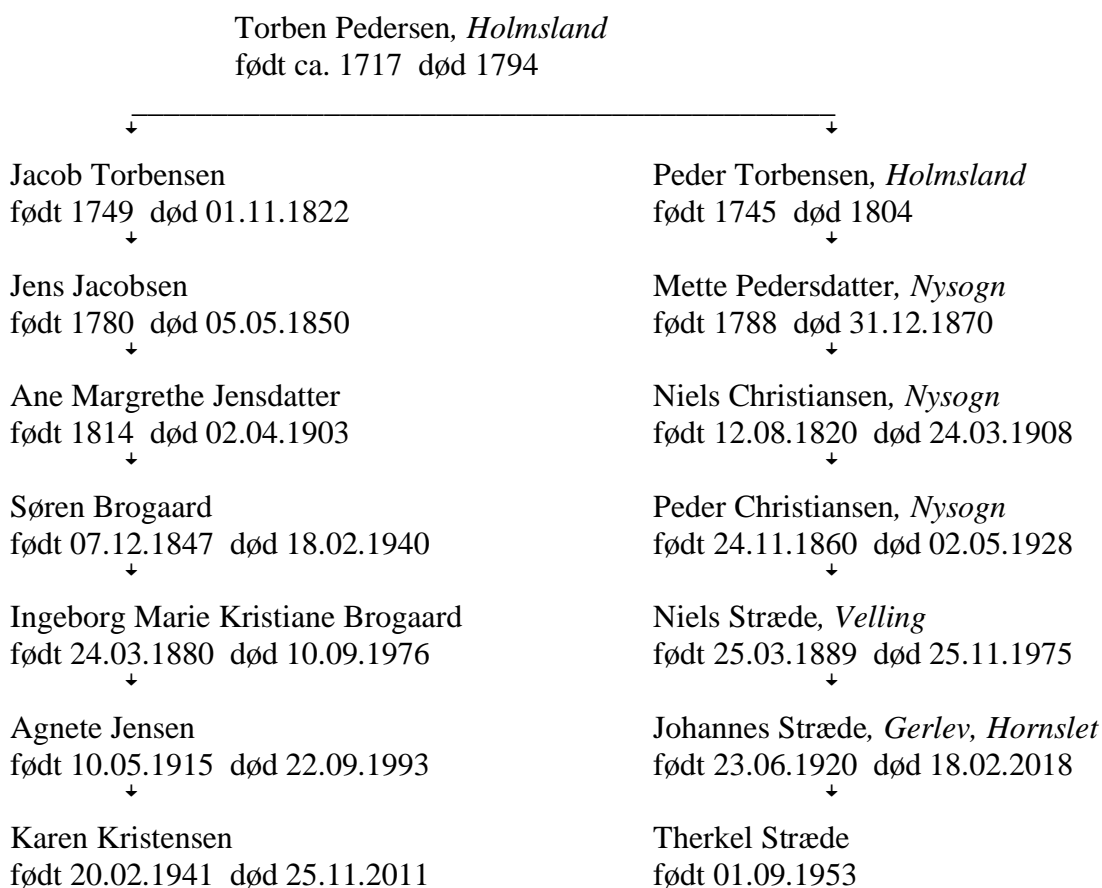 Torben Pedersen, Holmsland
født ca. 1717 død 1794
Jacob Torbensen
født 1749 død 01.11.1822
Peder Torbensen, Holmsland
født 1745 død 1804
Jens Jacobsen
født 1780 død 05.05.1850
Mette Pedersdatter, Nysogn
født 1788 død 31.12.1870
Ane Margrethe Jensdatter
født 1814 død 02.04.1903
Niels Christiansen, Nysogn
født 12.08.1820 død 24.03.1908
Søren Brogaard
født 07.12.1847 død 18.02.1940
Peder Christiansen, Nysogn
født 24.11.1860 død 02.05.1928
Ingeborg Marie Kristiane Brogaard
født 24.03.1880 død 10.09.1976
Niels Stræde, Velling
født 25.03.1889 død 25.11.1975
Agnete Jensen
født 10.05.1915 død 22.09.1993
Johannes Stræde, Gerlev, Hornslet
født 23.06.1920 død 18.02.2018
Karen Kristensen
født 20.02.1941 død 25.11.2011
Therkel Stræde
født 01.09.1953